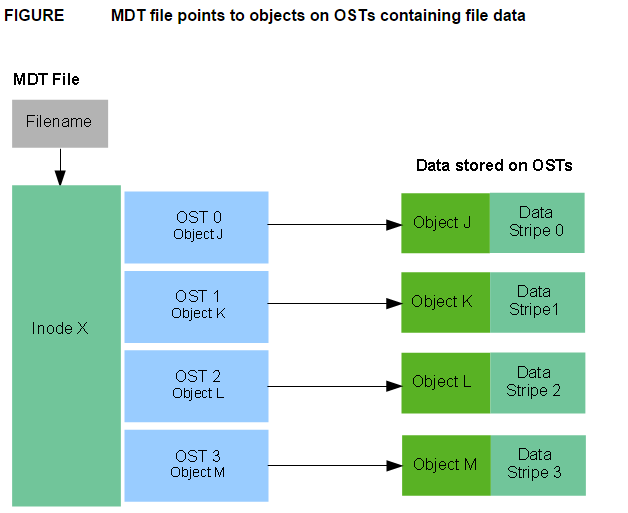 FIGURE MDT file points to objects on OSTs containing file data
MDT File
Filename
Data stored on OSTs
Inode X
OST 0
Object J
Object J
Data
Stripe 0
OST 1
Object K
Object K
Data
Stripe1
OST 2
Object L
Object L
Data
Stripe 2
OST 3
Object M
Object M
Data
Stripe 3